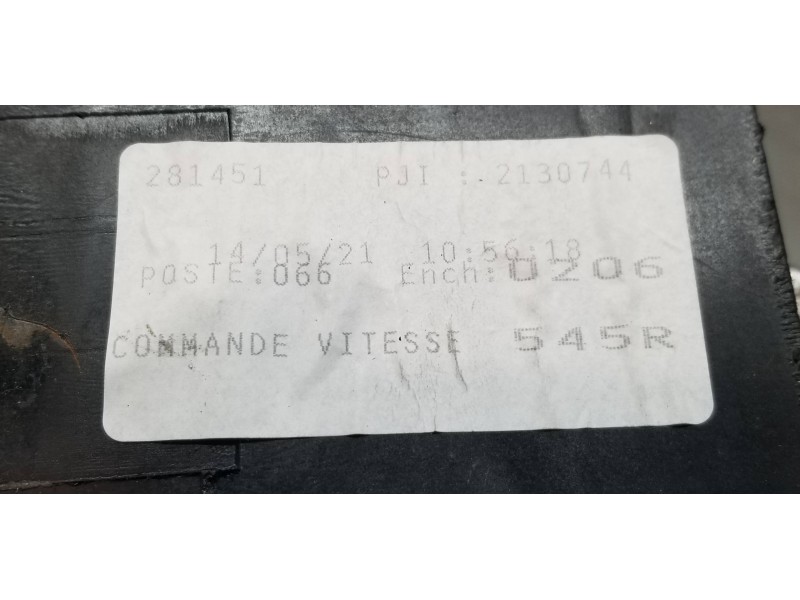 281451 PJI : 2130744
14/05/21 10:56:18
POSTE:066 Ench:0206
COMMANDE VITESSE 545R